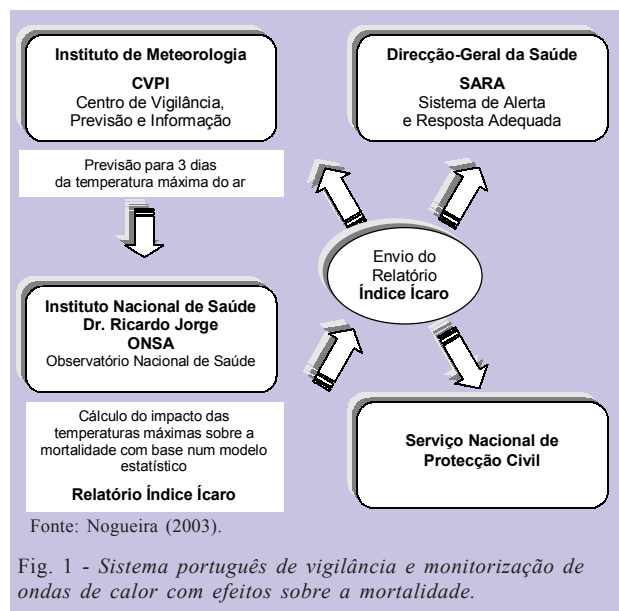 Instituto de Meteorologia
CVPI
Centro de Vigilância,
Previsão e Informação
Previsão para 3 dias
da temperatura máxima do ar
Instituto Nacional de Saúde
Dr. Ricardo Jorge
ONSA
Observatório Nacional de Saúde
Cálculo do impacto das
temperaturas máximas sobre a
mortalidade com base num modelo
estatístico
Relatório Índice Ícaro
Direcção-Geral da Saúde
SARA
Sistema de Alerta
e Resposta Adequada
Envio do
Relatório
Índice Ícaro
Serviço Nacional de
Protecção Civil
Fonte: Nogueira (2003).
Fig. 1 - Sistema português de vigilância e monitorização de
ondas de calor com efeitos sobre a mortalidade.